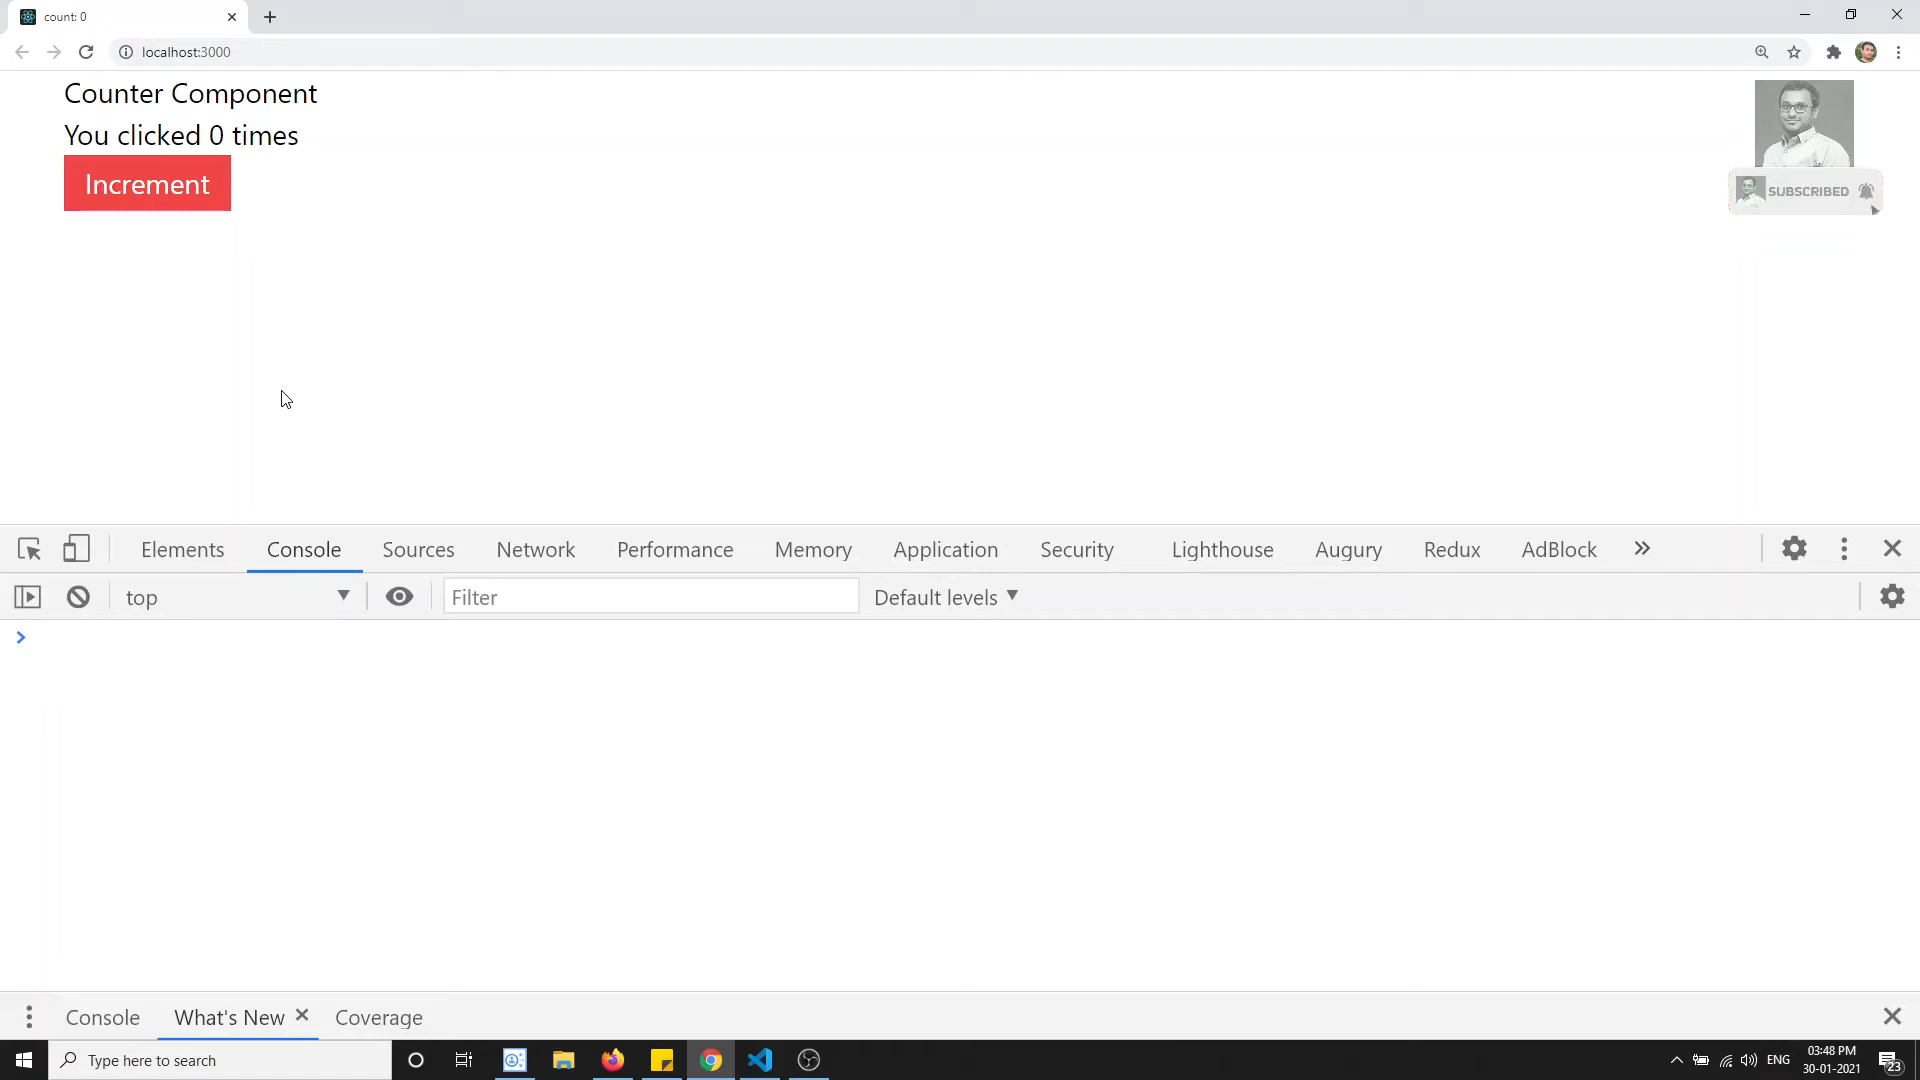 count: 0
localhost:3000
Counter Component
You clicked 0 times
Increment
SUBSCRIBED
Elements Console Sources Network Performance Memory Application Security Lighthouse Augury Redux AdBlock
top Filter Default levels
Console What's New Coverage
Type here to search
ENG
03:48 PM
30-01-2021
23